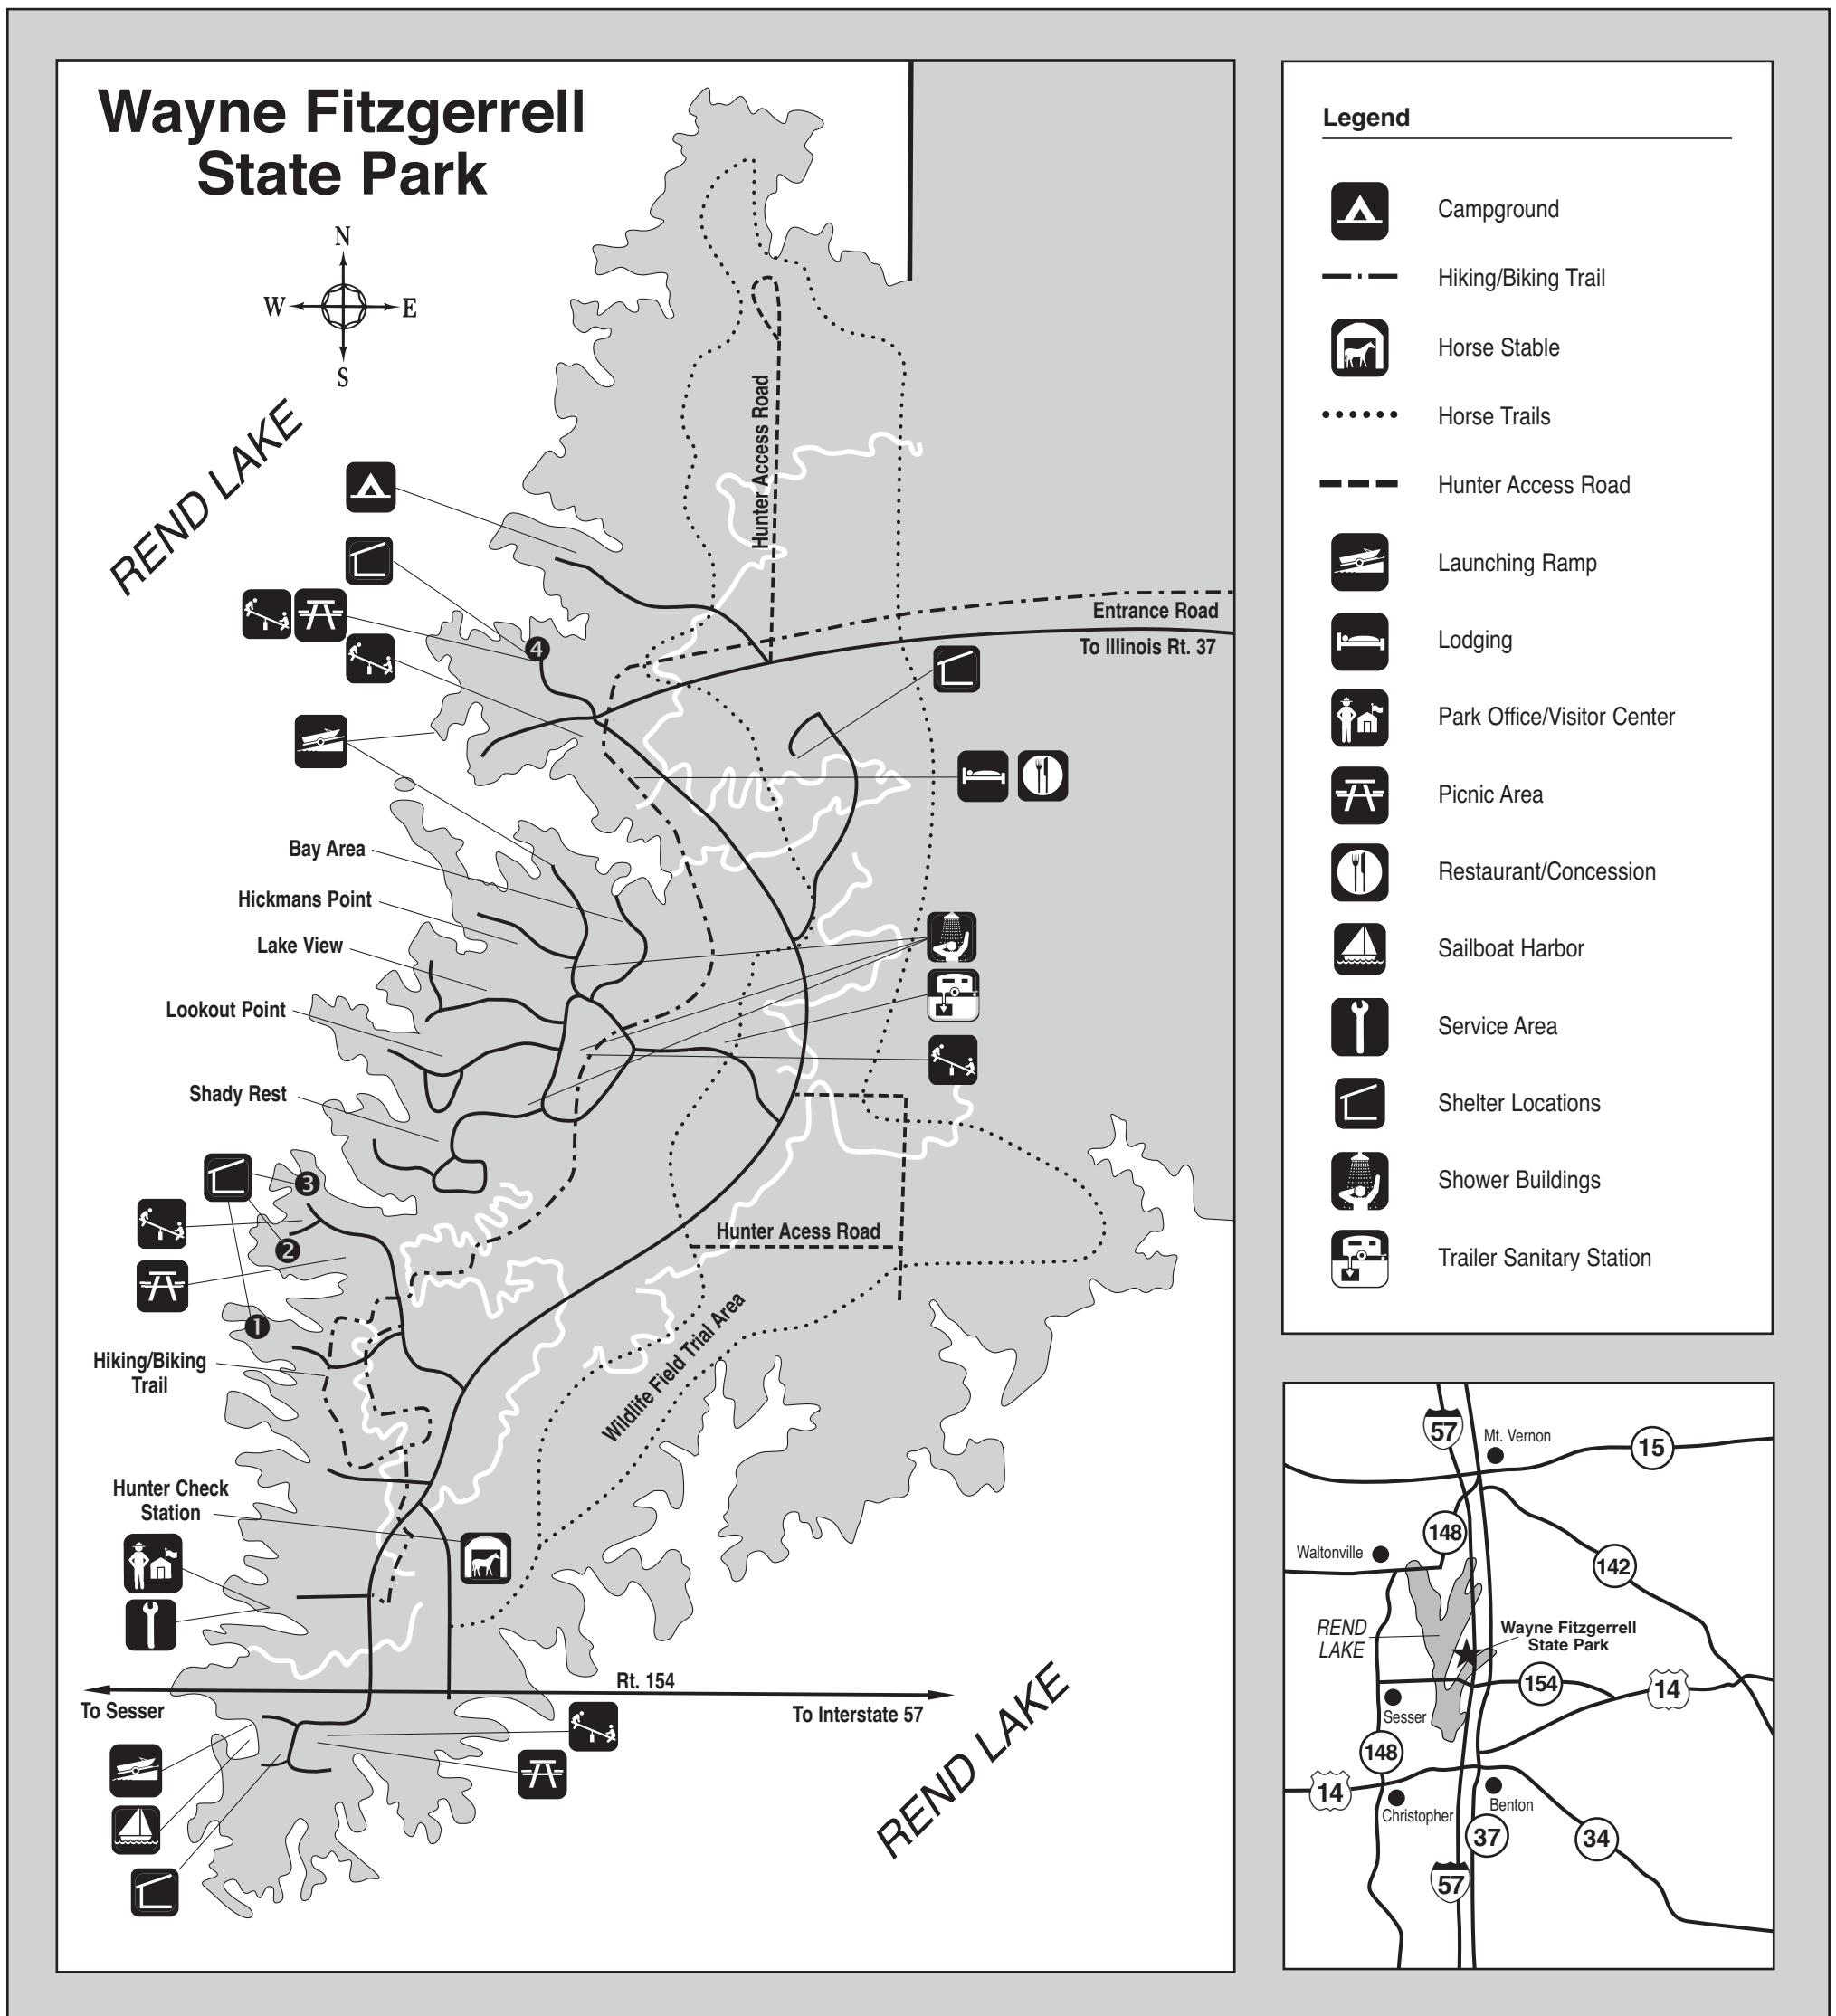 Wayne Fitzgerrell
State Park
N
W
E
S
REND LAKE
Hunter Access Road
Entrance Road
To Illinois Rt. 37
4
Bay Area
Hickmans Point
Lake View
Lookout Point
Shady Rest
3
2
1
Hunter Acess Road
Wildlife Field Trial Area
Hiking/Biking
Trail
Hunter Check
Station
Rt. 154
To Sesser
To Interstate 57
REND LAKE
Legend
Campground
Hiking/Biking Trail
Horse Stable
Horse Trails
Hunter Access Road
Launching Ramp
Lodging
Park Office/Visitor Center
Picnic Area
Restaurant/Concession
Sailboat Harbor
Service Area
Shelter Locations
Shower Buildings
Trailer Sanitary Station
57
Mt. Vernon
15
148
Waltonville
142
REND
LAKE
Wayne Fitzgerrell
State Park
154
14
Sesser
148
14
Christopher
Benton
37
34
57